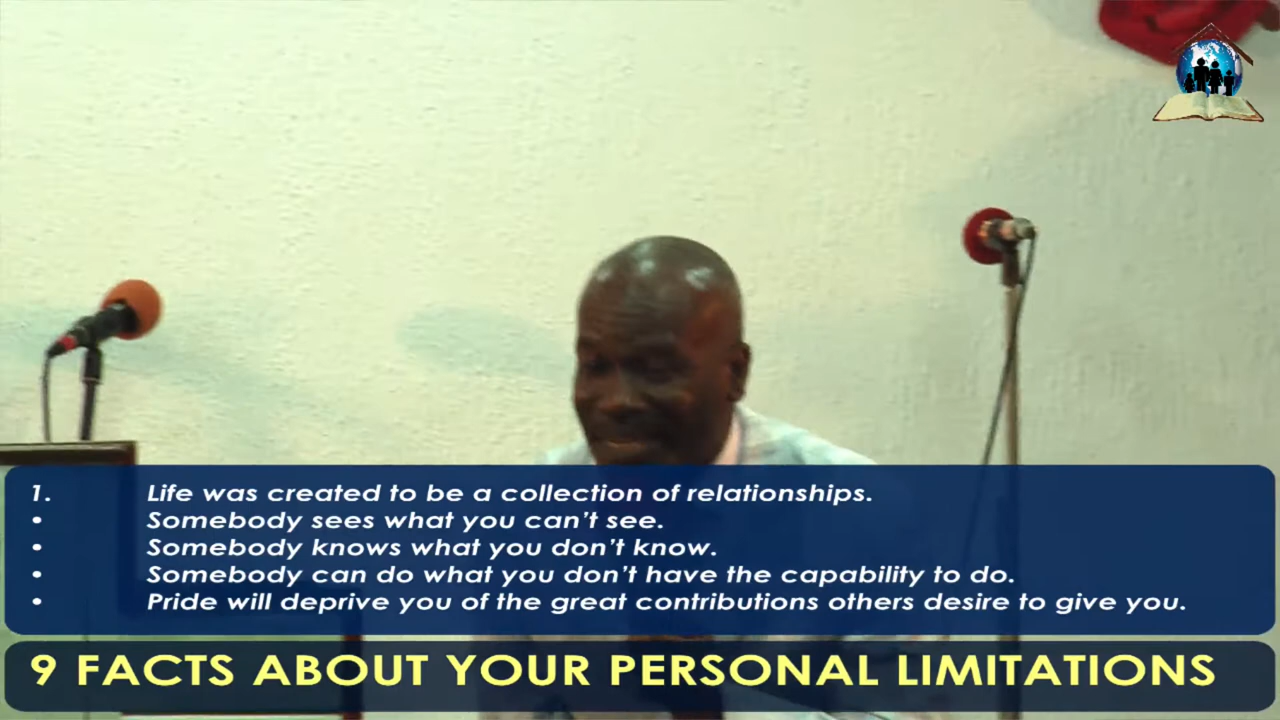 1. Life was created to be a collection of relationships.
• Somebody sees what you can't see.
• Somebody knows what you don't know.
• Somebody can do what you don't have the capability to do.
• Pride will deprive you of the great contributions others desire to give you.
9 FACTS ABOUT YOUR PERSONAL LIMITATIONS